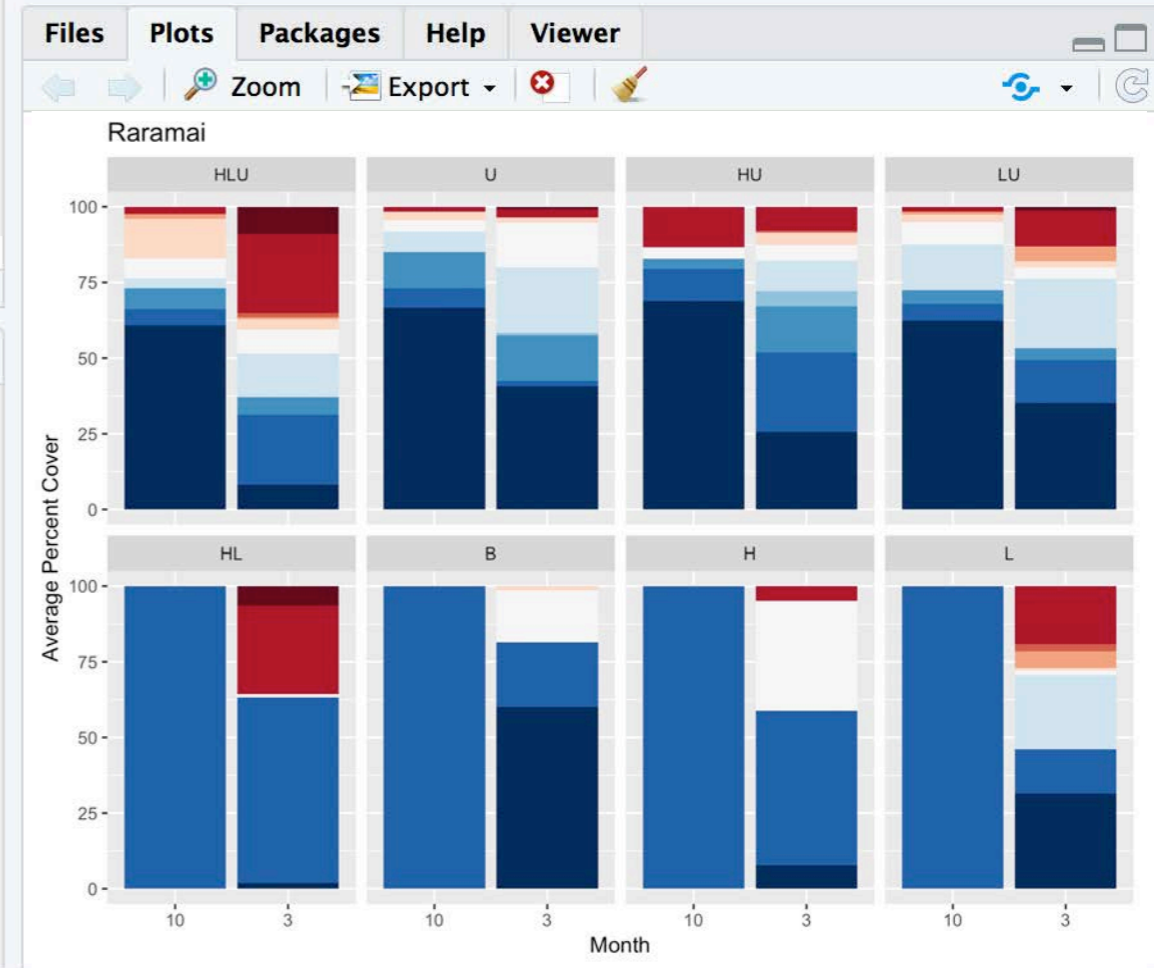 Files Plots Packages Help Viewer
Zoom Export
Raramai
HLU U HU LU
100
75
50
25
0
Average Percent Cover
HL B H L
100
75
50
25
0
10 3 10 3 10 3 10 3
Month